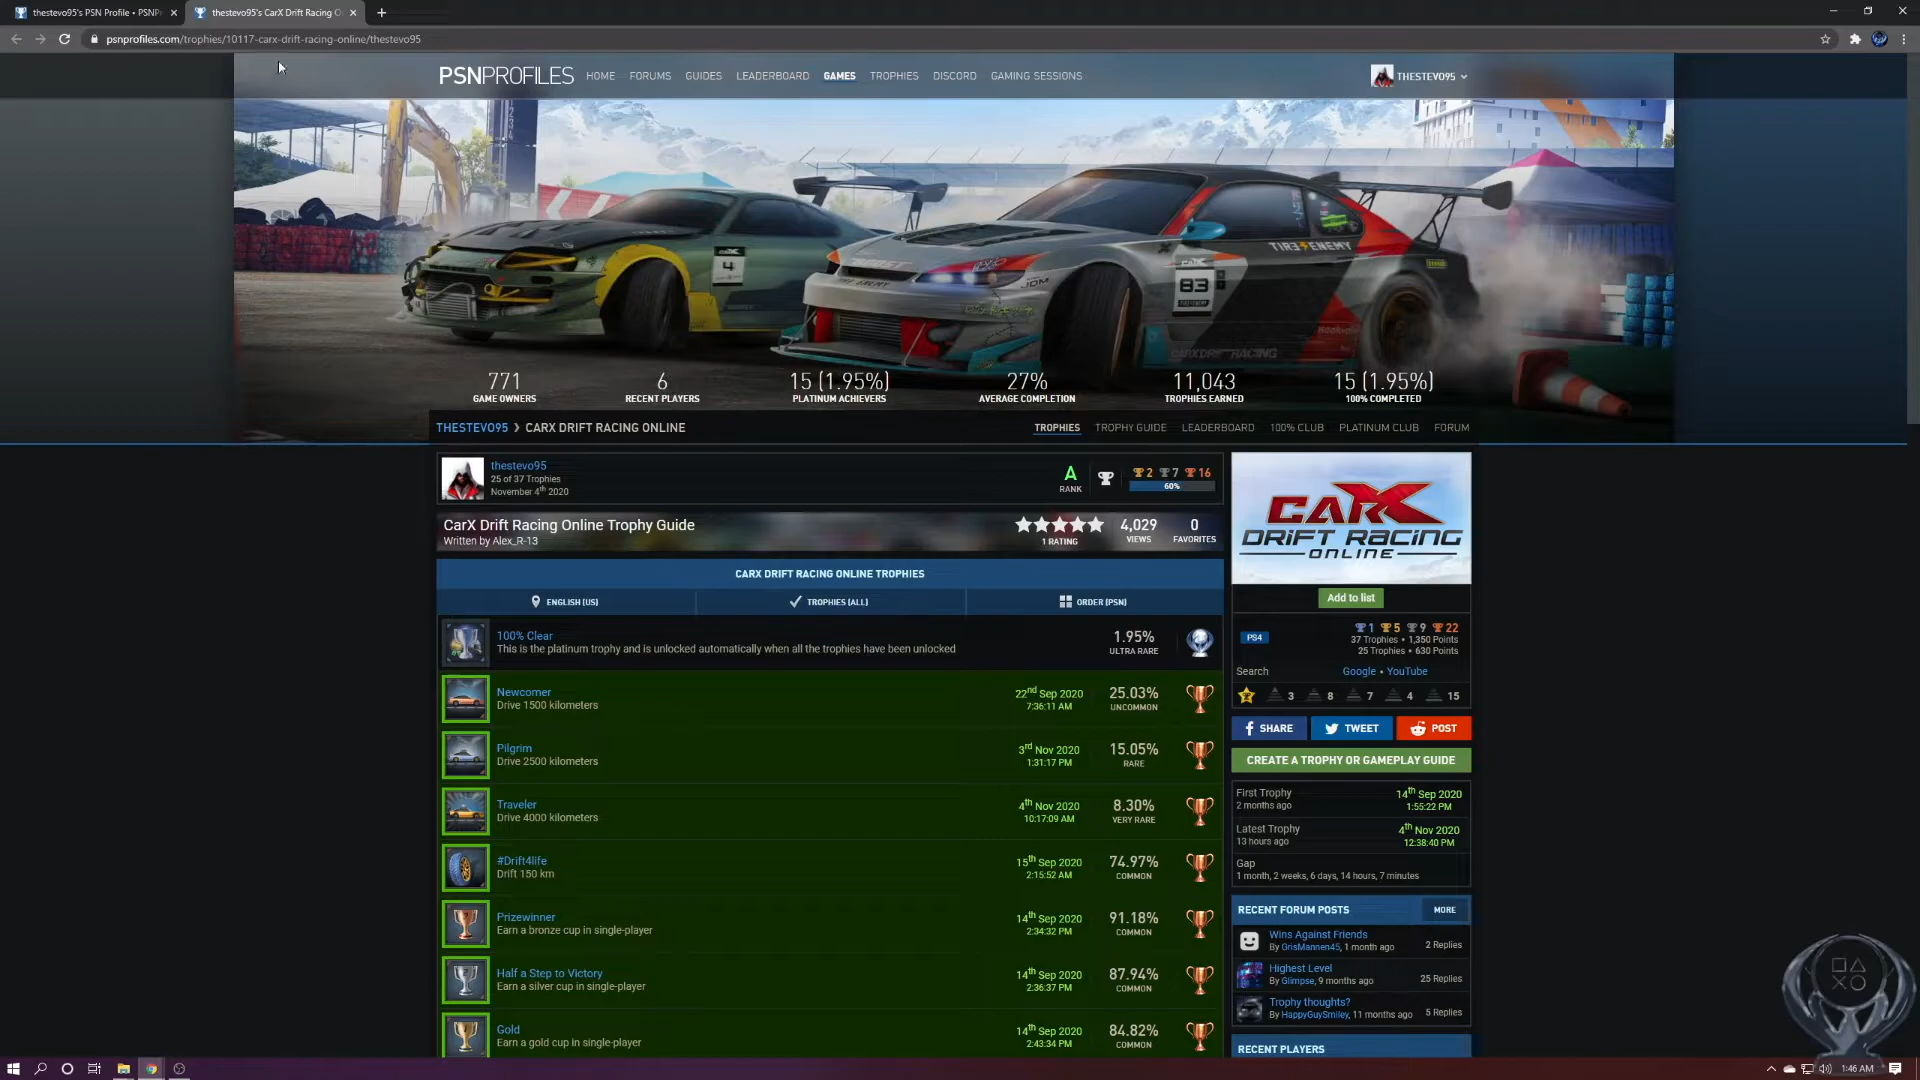 thestevo95's PSN Profile • PSNP
thestevo95's CarX Drift Racing O
psnprofiles.com/trophies/10117-carx-drift-racing-online/thestevo95
PSNPROFILES
HOME
FORUMS
GUIDES
LEADERBOARD
GAMES
TROPHIES
DISCORD
GAMING SESSIONS
THESTEVO95
4
83
TIRE ENEMY
JDM
CARX DRIFT RACING
771
GAME OWNERS
6
RECENT PLAYERS
15 (1.95%)
PLATINUM ACHIEVERS
27%
AVERAGE COMPLETION
11,043
TROPHIES EARNED
15 (1.95%)
100% COMPLETED
THESTEVO95 › CARX DRIFT RACING ONLINE
TROPHIES
TROPHY GUIDE
LEADERBOARD
100% CLUB
PLATINUM CLUB
FORUM
thestevo95
25 of 37 Trophies
November 4th 2020
A
RANK
2 7 16
60%
CarX Drift Racing Online Trophy Guide
Written by Alex_R-13
1 RATING
4,029
VIEWS
0
FAVORITES
CARX DRIFT RACING ONLINE TROPHIES
ENGLISH (US)
TROPHIES (ALL)
ORDER (PSN)
100% Clear
This is the platinum trophy and is unlocked automatically when all the trophies have been unlocked
1.95%
ULTRA RARE
Newcomer
Drive 1500 kilometers
22nd Sep 2020
7:36:11 AM
25.03%
UNCOMMON
Pilgrim
Drive 2500 kilometers
3rd Nov 2020
1:31:17 PM
15.05%
RARE
Traveler
Drive 4000 kilometers
4th Nov 2020
10:17:09 AM
8.30%
VERY RARE
#Drift4life
Drift 150 km
15th Sep 2020
2:15:52 AM
74.97%
COMMON
Prizewinner
Earn a bronze cup in single-player
14th Sep 2020
2:34:32 PM
91.18%
COMMON
Half a Step to Victory
Earn a silver cup in single-player
14th Sep 2020
2:36:37 PM
87.94%
COMMON
Gold
Earn a gold cup in single-player
14th Sep 2020
2:43:34 PM
84.82%
COMMON
CARX
DRIFT RACING
ONLINE
Add to list
PS4
1 5 9 22
37 Trophies • 1,350 Points
25 Trophies • 630 Points
Search
Google • YouTube
3 8 7 4 15
SHARE
TWEET
POST
CREATE A TROPHY OR GAMEPLAY GUIDE
First Trophy
2 months ago
14th Sep 2020
1:55:22 PM
Latest Trophy
13 hours ago
4th Nov 2020
12:38:40 PM
Gap
1 month, 2 weeks, 6 days, 14 hours, 7 minutes
RECENT FORUM POSTS
MORE
Wins Against Friends
By GrisMannen45, 1 month ago
2 Replies
Highest Level
By Glimpse, 9 months ago
25 Replies
Trophy thoughts?
By HappyGuySmiley, 11 months ago
5 Replies
RECENT PLAYERS
1:46 AM